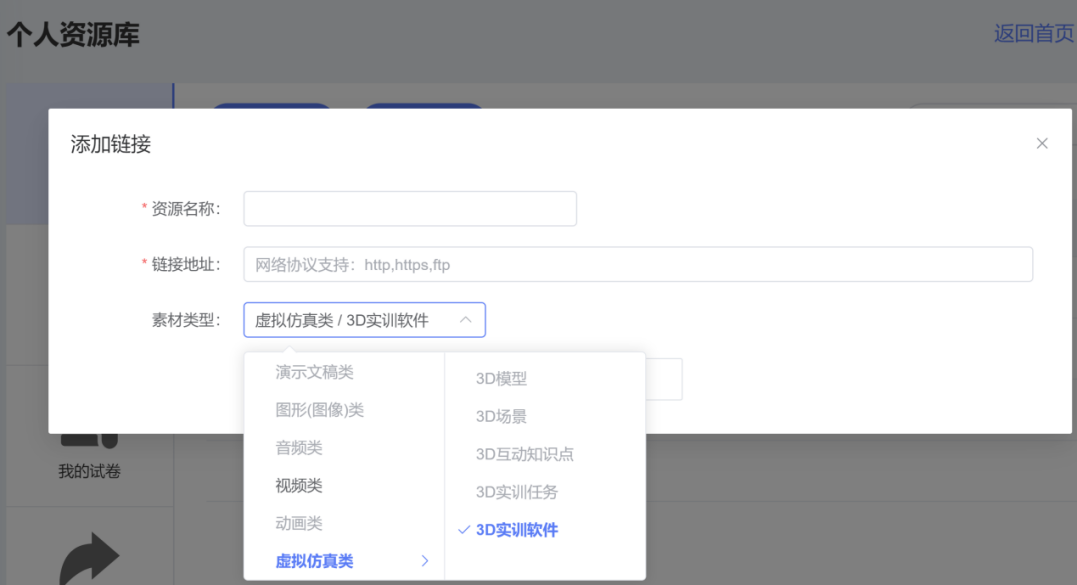 个人资源库
返回首页
添加链接
* 资源名称：
* 链接地址：
网络协议支持：http,https,ftp
素材类型：
虚拟仿真类 / 3D实训软件
演示文稿类
图形(图像)类
音频类
视频类
动画类
虚拟仿真类
3D模型
3D场景
3D互动知识点
3D实训任务
3D实训软件
我的试卷